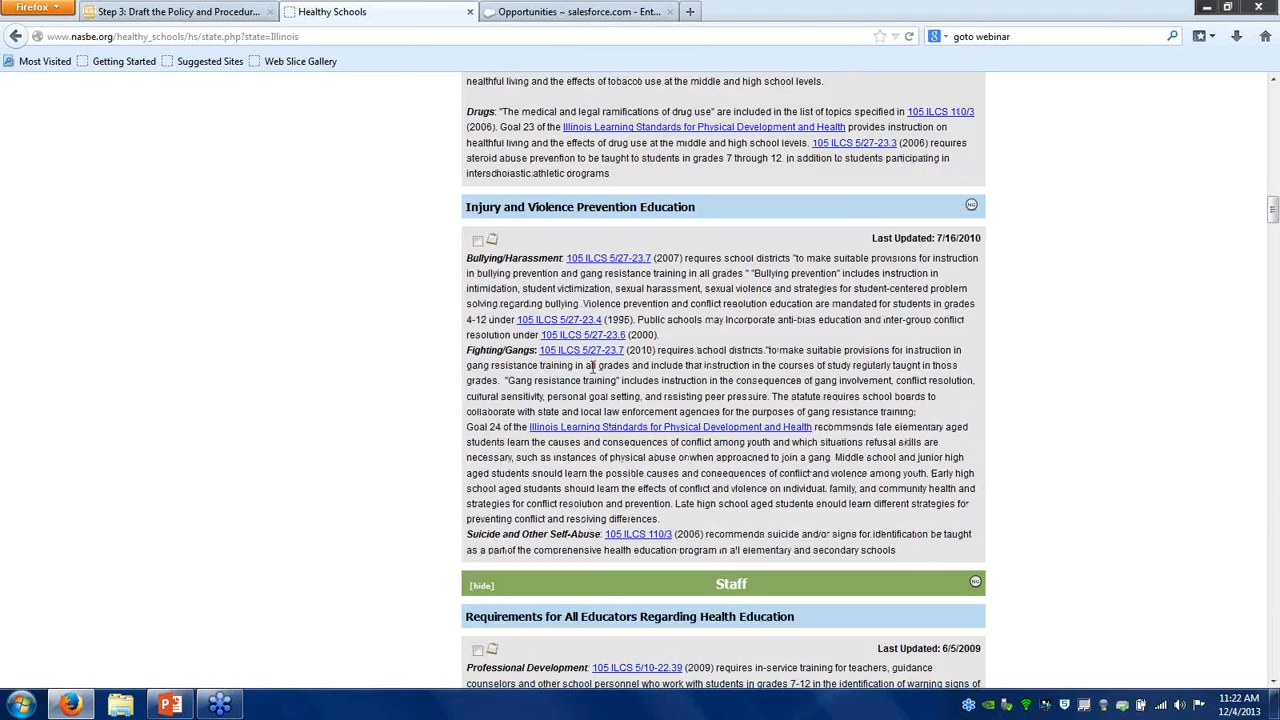 Firefox
Step 3: Draft the Policy and Procedur...
Healthy Schools
Opportunities ~ salesforce.com - Ent...
www.nasbe.org/healthy_schools/hs/state.php?state=Illinois
goto webinar
Most Visited
Getting Started
Suggested Sites
Web Slice Gallery
healthful living and the effects of tobacco use at the middle and high school levels.
Drugs: "The medical and legal ramifications of drug use" are included in the list of topics specified in 105 ILCS 110/3
(2006). Goal 23 of the Illinois Learning Standards for Physical Development and Health provides instruction on
healthful living and the effects of drug use at the middle and high school levels. 105 ILCS 5/27-23.3 (2006) requires
steroid abuse prevention to be taught to students in grades 7 through 12, in addition to students participating in
interscholastic athletic programs
Injury and Violence Prevention Education
NG
Last Updated: 7/16/2010
Bullying/Harassment: 105 ILCS 5/27-23.7 (2007) requires school districts "to make suitable provisions for instruction
in bullying prevention and gang resistance training in all grades " "Bullying prevention" includes instruction in
intimidation, student victimization, sexual harassment, sexual violence and strategies for student-centered problem
solving regarding bullying. Violence prevention and conflict resolution education are mandated for students in grades
4-12 under 105 ILCS 5/27-23.4 (1995). Public schools may incorporate anti-bias education and inter-group conflict
resolution under 105 ILCS 5/27-23.6 (2000).
Fighting/Gangs: 105 ILCS 5/27-23.7 (2010) requires school districts "to make suitable provisions for instruction in
gang resistance training in all grades and include that instruction in the courses of study regularly taught in those
grades. "Gang resistance training" includes instruction in the consequences of gang involvement, conflict resolution,
cultural sensitivity, personal goal setting, and resisting peer pressure. The statute requires school boards to
collaborate with state and local law enforcement agencies for the purposes of gang resistance training;
Goal 24 of the Illinois Learning Standards for Physical Development and Health recommends late elementary aged
students learn the causes and consequences of conflict among youth and which situations refusal skills are
necessary, such as instances of physical abuse or when approached to join a gang. Middle school and junior high
aged students should learn the possible causes and consequences of conflict and violence among youth. Early high
school aged students should learn the effects of conflict and violence on individual, family, and community health and
strategies for conflict resolution and prevention. Late high school aged students should learn different strategies for
preventing conflict and resolving differences.
Suicide and Other Self-Abuse: 105 ILCS 110/3 (2006) recommends suicide and/or signs for identification be taught
as a part of the comprehensive health education program in all elementary and secondary schools
[hide]
Staff
NG
Requirements for All Educators Regarding Health Education
Last Updated: 6/5/2009
Professional Development: 105 ILCS 5/10-22.39 (2009) requires in-service training for teachers, guidance
counselors and other school personnel who work with students in grades 7-12 in the identification of warning signs of
11:22 AM
12/4/2013